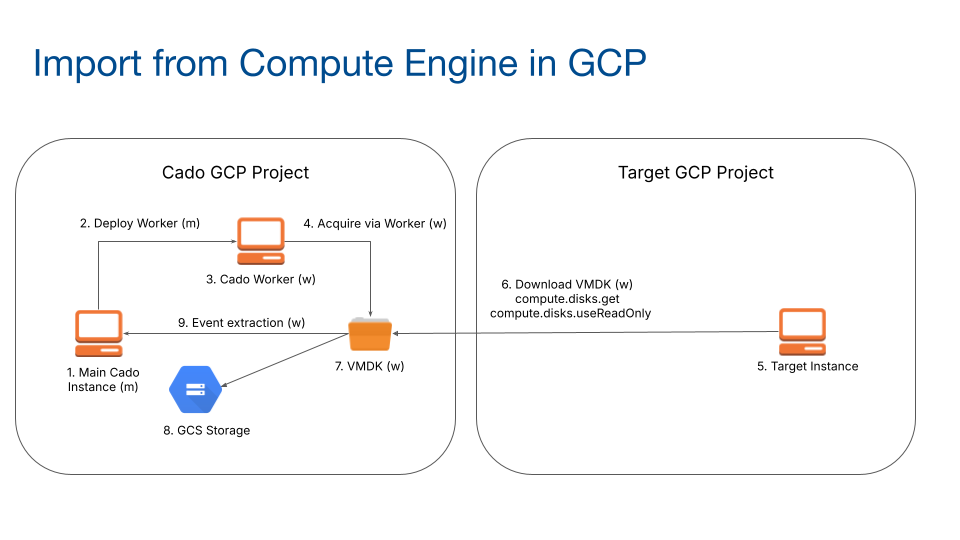 Import from Compute Engine in GCP
Cado GCP Project
Target GCP Project
2. Deploy Worker (m)
4. Acquire via Worker (w)
3. Cado Worker (w)
6. Download VMDK (w)
compute.disks.get
compute.disks.useReadOnly
9. Event extraction (w)
7. VMDK (w)
5. Target Instance
1. Main Cado
Instance (m)
8. GCS Storage